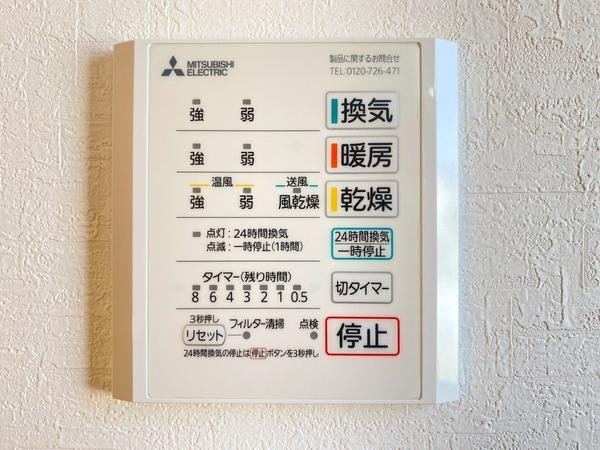 MITSUBISHI
ELECTRIC
製品に関するお問合せ
TEL:0120-726-471
強 弱 換気
強 弱 暖房
温風 送風
強 弱 風乾燥 乾燥
点灯:24時間換気
点滅:一時停止(1時間)
24時間換気
一時停止
タイマー(残り時間)
8 6 4 3 2 1 0.5
切タイマー
3秒押し
リセット フィルター清掃 点検
停止
24時間換気の停止は停止ボタンを3秒押し